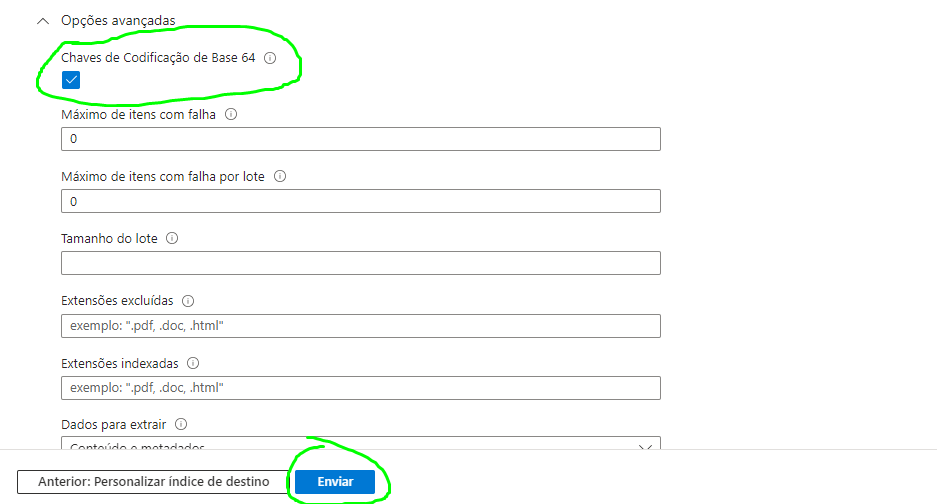 Opções avançadas
Chaves de Codificação de Base 64
Máximo de itens com falha
0
Máximo de itens com falha por lote
0
Tamanho do lote
Extensões excluídas
exemplo: ".pdf, .doc, .html"
Extensões indexadas
exemplo: ".pdf, .doc, .html"
Dados para extrair
Conteúdo e metadados
Anterior: Personalizar índice de destino Enviar